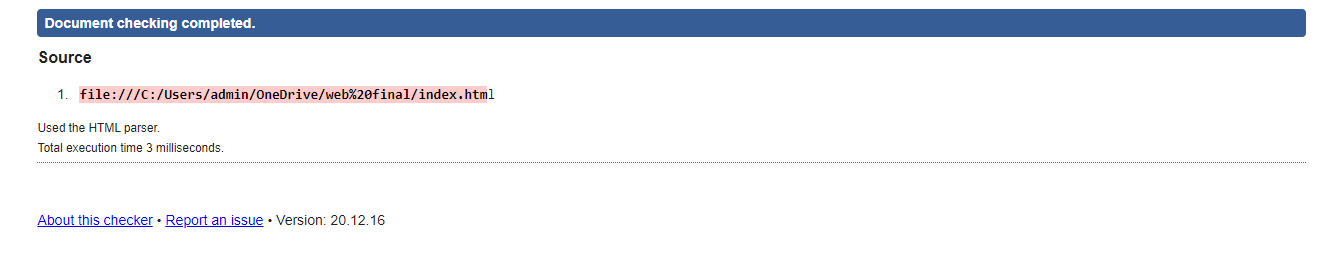 Document checking completed.
Source
1. file:///C:/Users/admin/OneDrive/web%20final/index.html
Used the HTML parser.
Total execution time 3 milliseconds.
About this checker • Report an issue • Version: 20.12.16